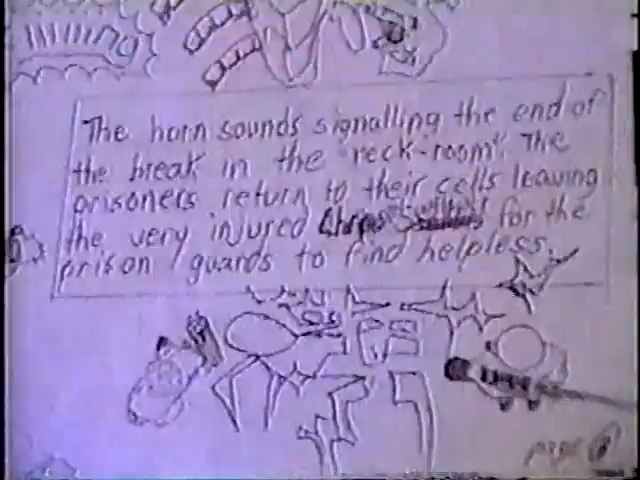 The horn sounds signalling the end of
the break in the "reck-room". The
prisoners return to their cells leaving
the very injured for the
prison guards to find helpless.
page